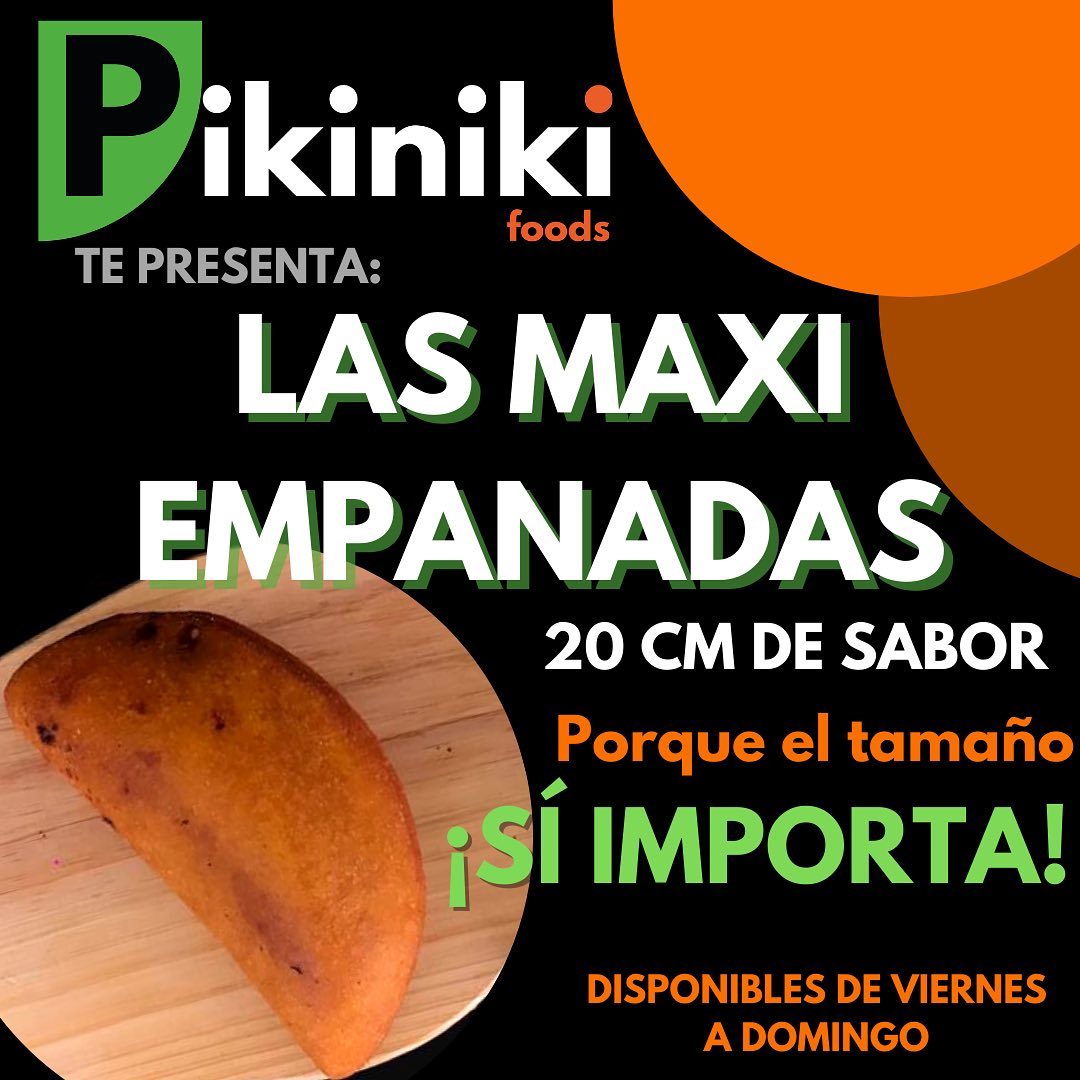 Pikiniki
foods
TE PRESENTA:
LAS MAXI
EMPANADAS
20 CM DE SABOR
Porque el tamaño
¡SÍ IMPORTA!
DISPONIBLES DE VIERNES
A DOMINGO